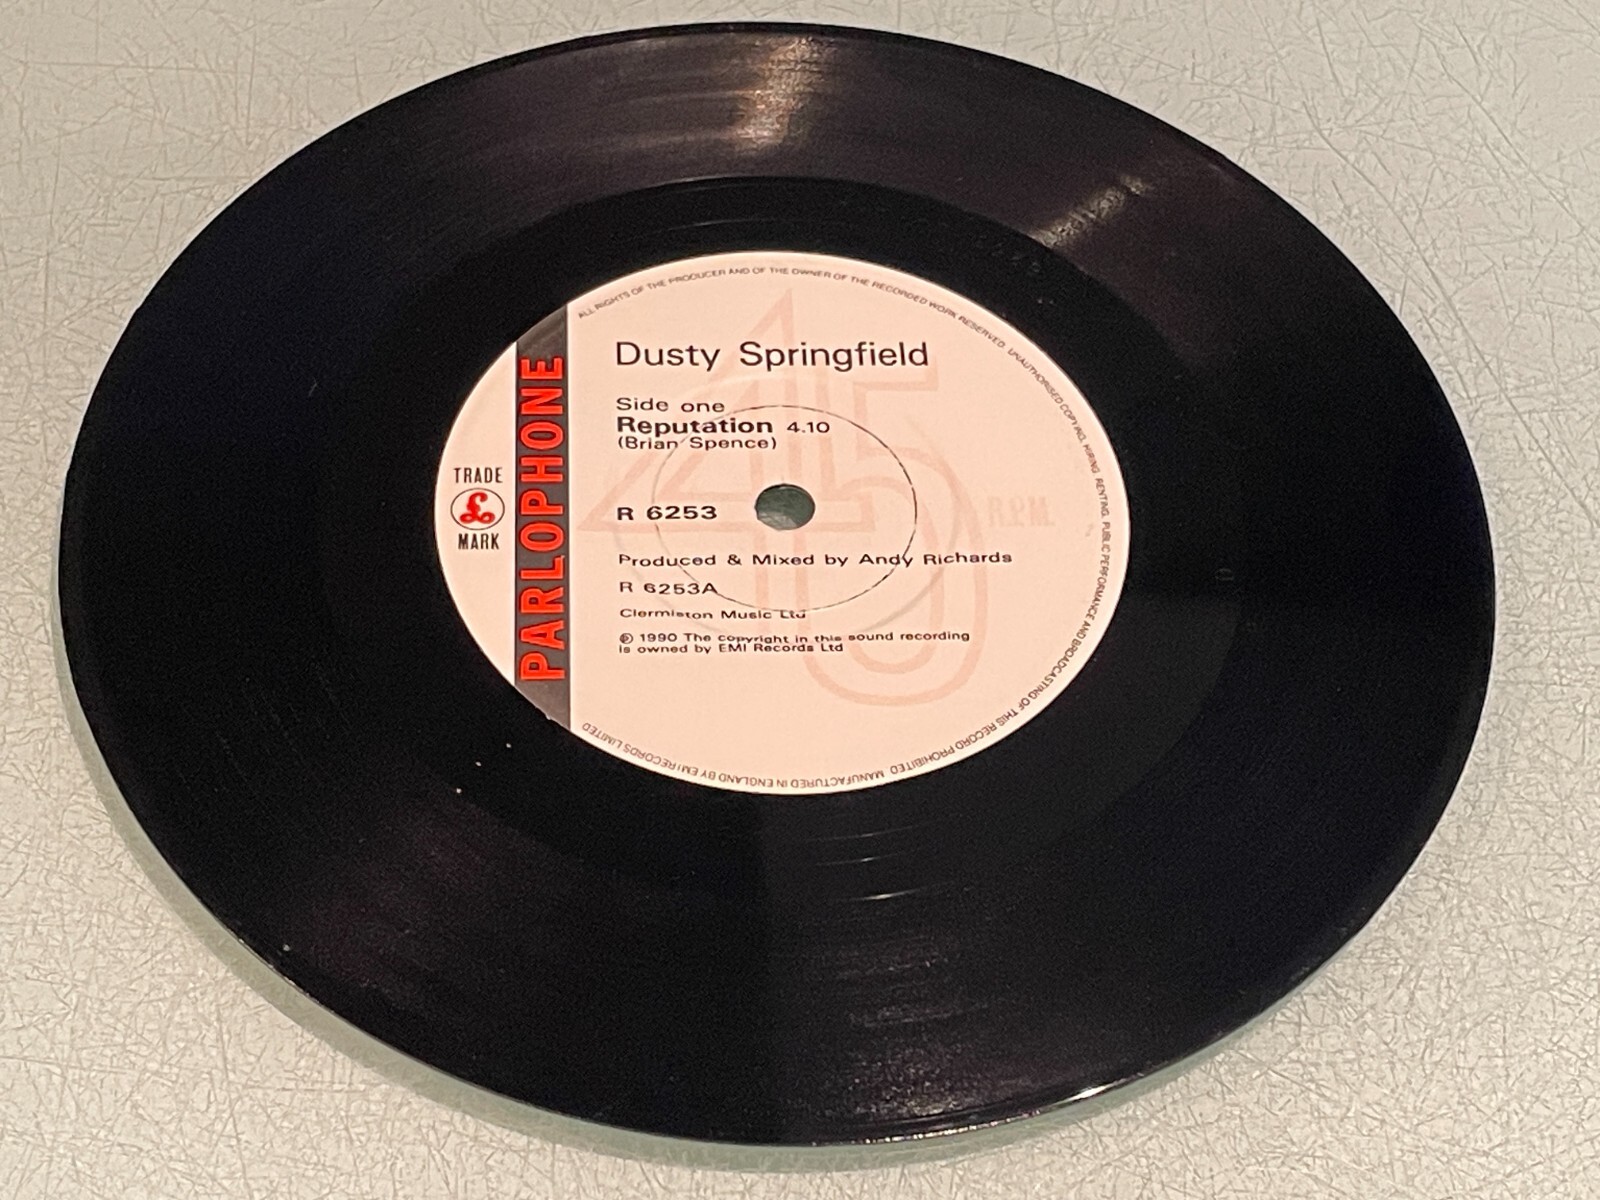 ALL RIGHTS OF THE PRODUCER AND OF THE OWNER OF THE RECORDED WORK RESERVED. UNAUTHORISED COPYING, HIRING, RENTING, PUBLIC PERFORMANCE AND BROADCASTING OF THIS RECORD PROHIBITED. MANUFACTURED IN ENGLAND BY EMI RECORDS LIMITED
PARLOPHONE
TRADE
£
MARK
45
R.P.M.
Dusty Springfield
Side one
Reputation 4.10
(Brian Spence)
R 6253
Produced & Mixed by Andy Richards
R 6253A
Clermiston Music Ltd
℗ 1990 The copyright in this sound recording
is owned by EMI Records Ltd